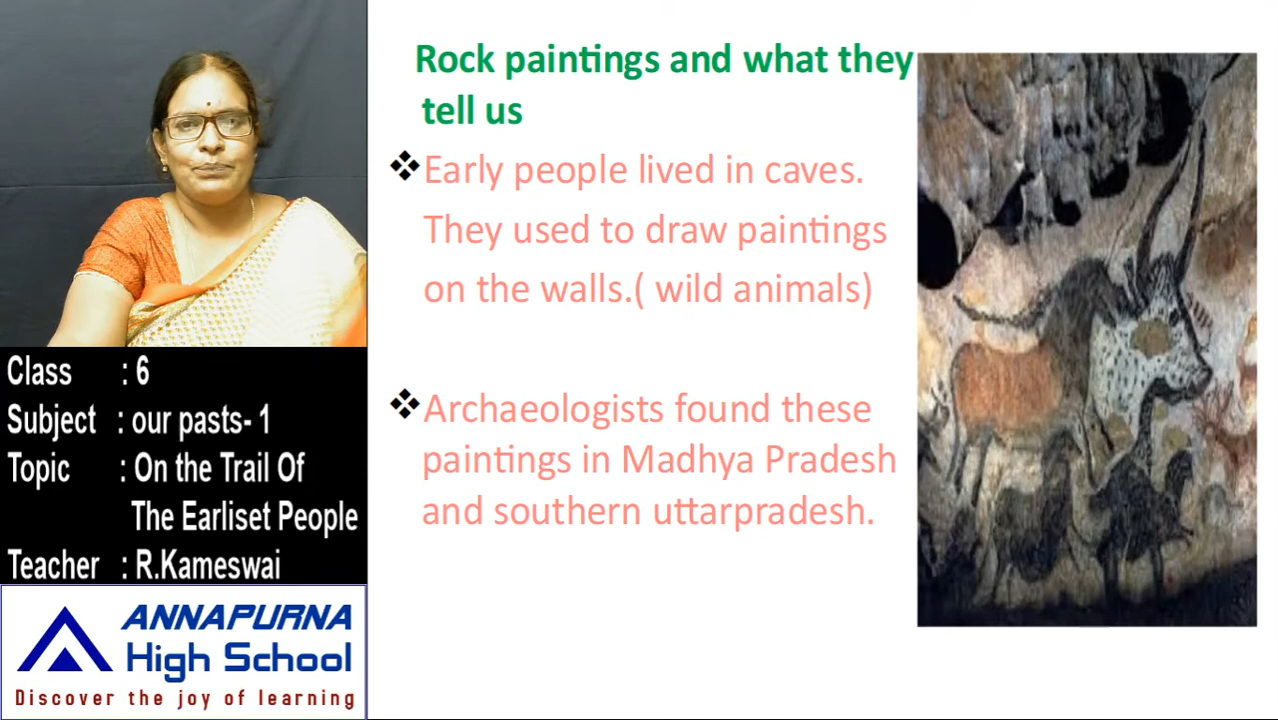 Rock paintings and what they
tell us
❖Early people lived in caves.
They used to draw paintings
on the walls.( wild animals)
❖Archaeologists found these
paintings in Madhya Pradesh
and southern uttarpradesh.
Class : 6
Subject : our pasts- 1
Topic : On the Trail Of
The Earliset People
Teacher : R.Kameswai
ANNAPURNA
High School
Discover the joy of learning